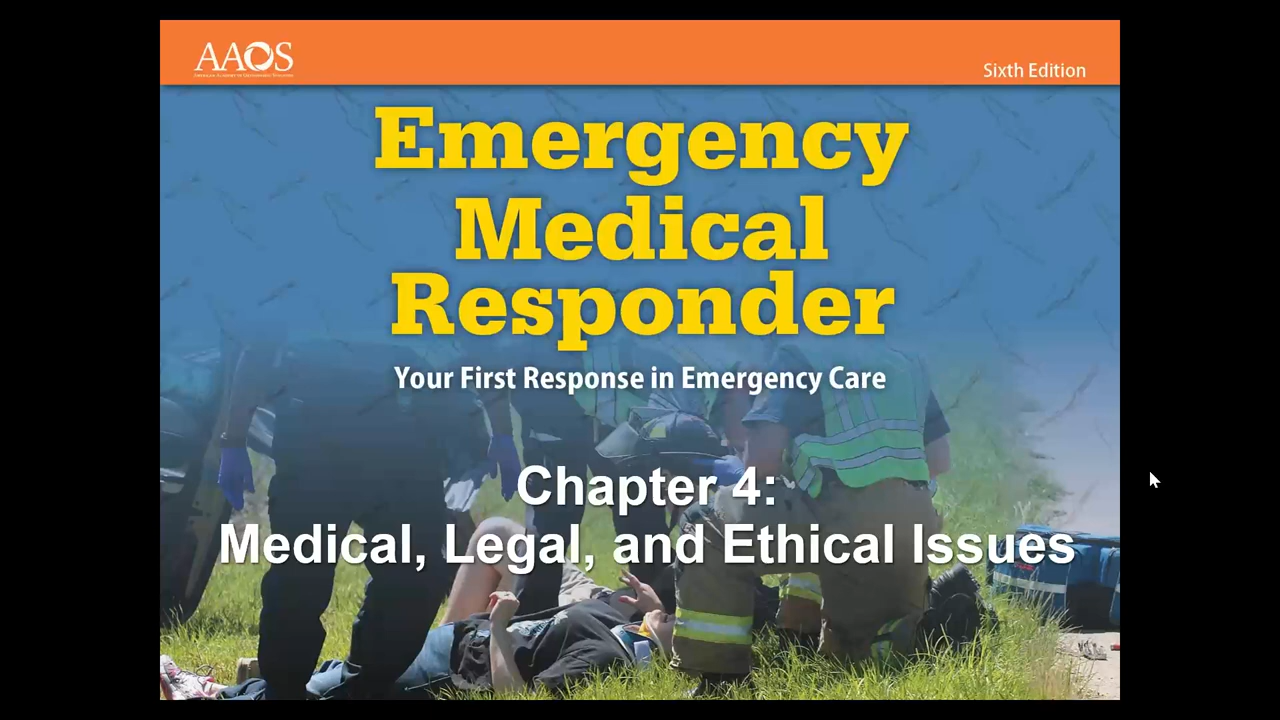 AAOS
Sixth Edition
Emergency
Medical
Responder
Your First Response in Emergency Care
Chapter 4:
Medical, Legal, and Ethical Issues